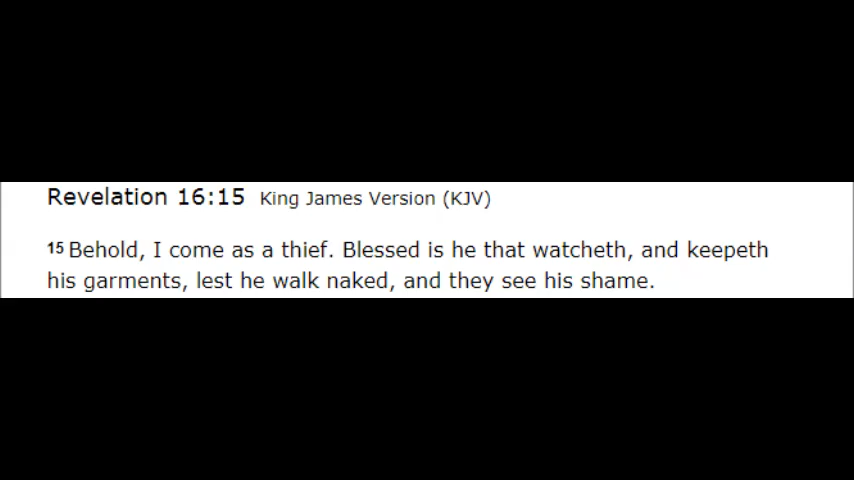 Revelation 16:15 King James Version (KJV)
15 Behold, I come as a thief. Blessed is he that watcheth, and keepeth
his garments, lest he walk naked, and they see his shame.